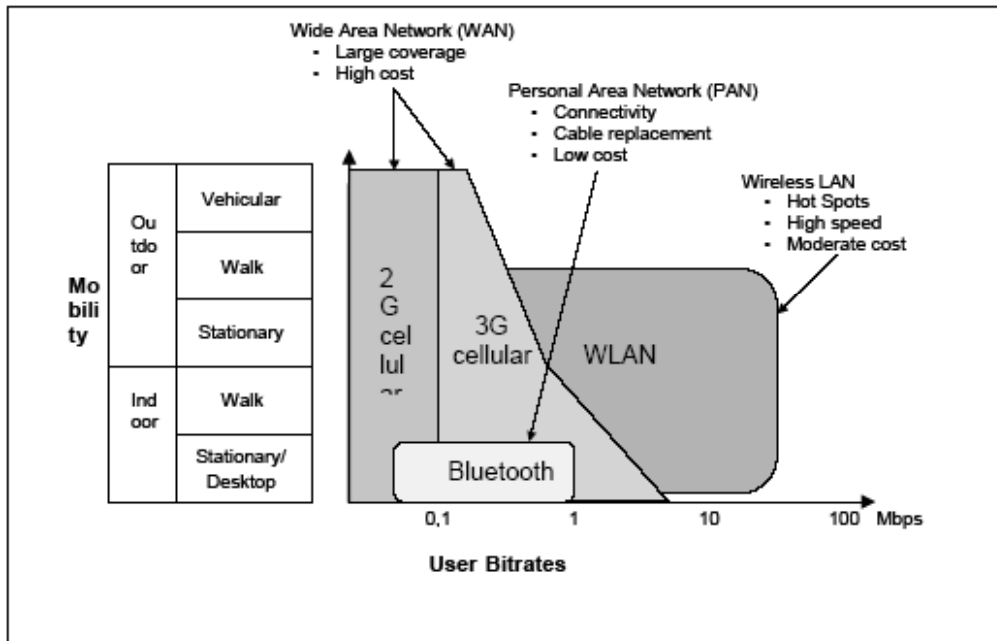 Wide Area Network (WAN)
▪ Large coverage
▪ High cost
Personal Area Network (PAN)
▪ Connectivity
▪ Cable replacement
▪ Low cost
Wireless LAN
▪ Hot Spots
▪ High speed
▪ Moderate cost
Mo
bili
ty
Ou
tdo
or
Vehicular
Walk
Stationary
Ind
oor
Walk
Stationary/
Desktop
2
G
cel
lul
ar
3G
cellular
WLAN
Bluetooth
0,1
1
10
100
Mbps
User Bitrates